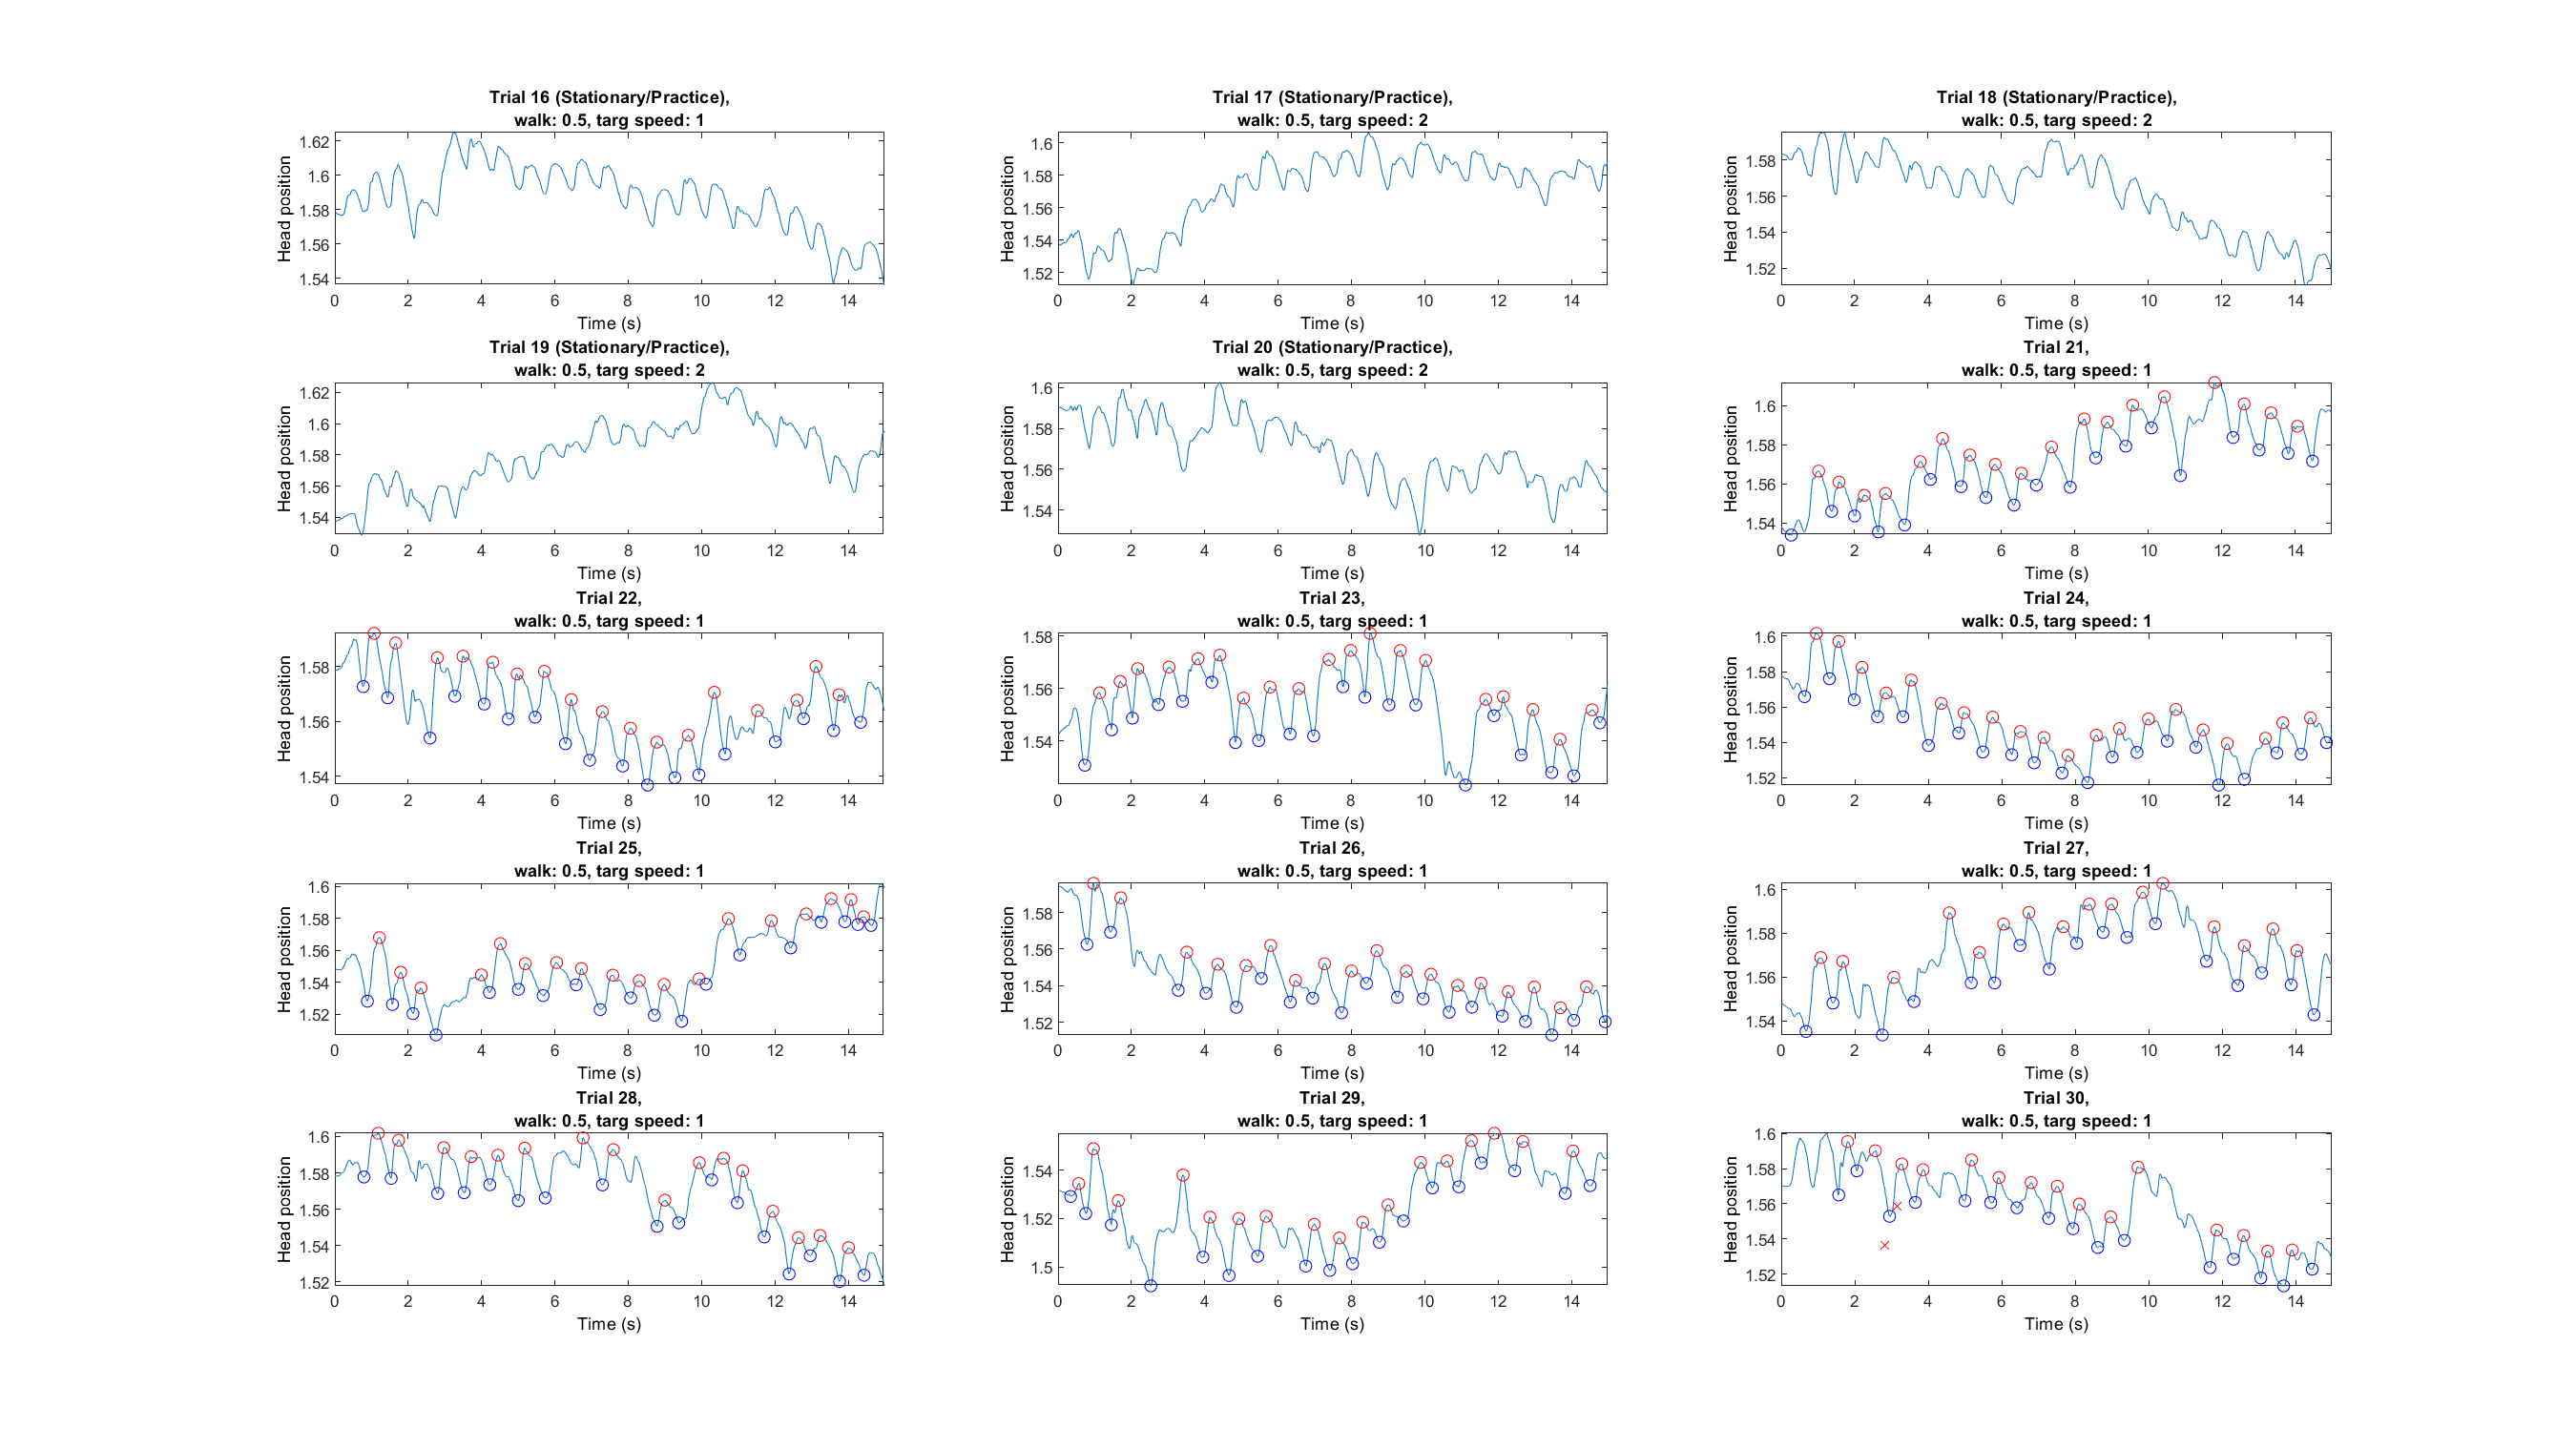 Trial 16 (Stationary/Practice),
walk: 0.5, targ speed: 1
Head position
1.62
1.6
1.58
1.56
1.54
0 2 4 6 8 10 12 14
Time (s)
Trial 17 (Stationary/Practice),
walk: 0.5, targ speed: 2
Head position
1.6
1.58
1.56
1.54
1.52
0 2 4 6 8 10 12 14
Time (s)
Trial 18 (Stationary/Practice),
walk: 0.5, targ speed: 2
Head position
1.58
1.56
1.54
1.52
0 2 4 6 8 10 12 14
Time (s)
Trial 19 (Stationary/Practice),
walk: 0.5, targ speed: 2
Head position
1.62
1.6
1.58
1.56
1.54
0 2 4 6 8 10 12 14
Time (s)
Trial 20 (Stationary/Practice),
walk: 0.5, targ speed: 2
Head position
1.6
1.58
1.56
1.54
0 2 4 6 8 10 12 14
Time (s)
Trial 21,
walk: 0.5, targ speed: 1
Head position
1.6
1.58
1.56
1.54
0 2 4 6 8 10 12 14
Time (s)
Trial 22,
walk: 0.5, targ speed: 1
Head position
1.58
1.56
1.54
0 2 4 6 8 10 12 14
Time (s)
Trial 23,
walk: 0.5, targ speed: 1
Head position
1.58
1.56
1.54
0 2 4 6 8 10 12 14
Time (s)
Trial 24,
walk: 0.5, targ speed: 1
Head position
1.6
1.58
1.56
1.54
1.52
0 2 4 6 8 10 12 14
Time (s)
Trial 25,
walk: 0.5, targ speed: 1
Head position
1.6
1.58
1.56
1.54
1.52
0 2 4 6 8 10 12 14
Time (s)
Trial 26,
walk: 0.5, targ speed: 1
Head position
1.58
1.56
1.54
1.52
0 2 4 6 8 10 12 14
Time (s)
Trial 27,
walk: 0.5, targ speed: 1
Head position
1.6
1.58
1.56
1.54
0 2 4 6 8 10 12 14
Time (s)
Trial 28,
walk: 0.5, targ speed: 1
Head position
1.6
1.58
1.56
1.54
1.52
0 2 4 6 8 10 12 14
Time (s)
Trial 29,
walk: 0.5, targ speed: 1
Head position
1.54
1.52
1.5
0 2 4 6 8 10 12 14
Time (s)
Trial 30,
walk: 0.5, targ speed: 1
Head position
1.6
1.58
1.56
1.54
1.52
0 2 4 6 8 10 12 14
Time (s)